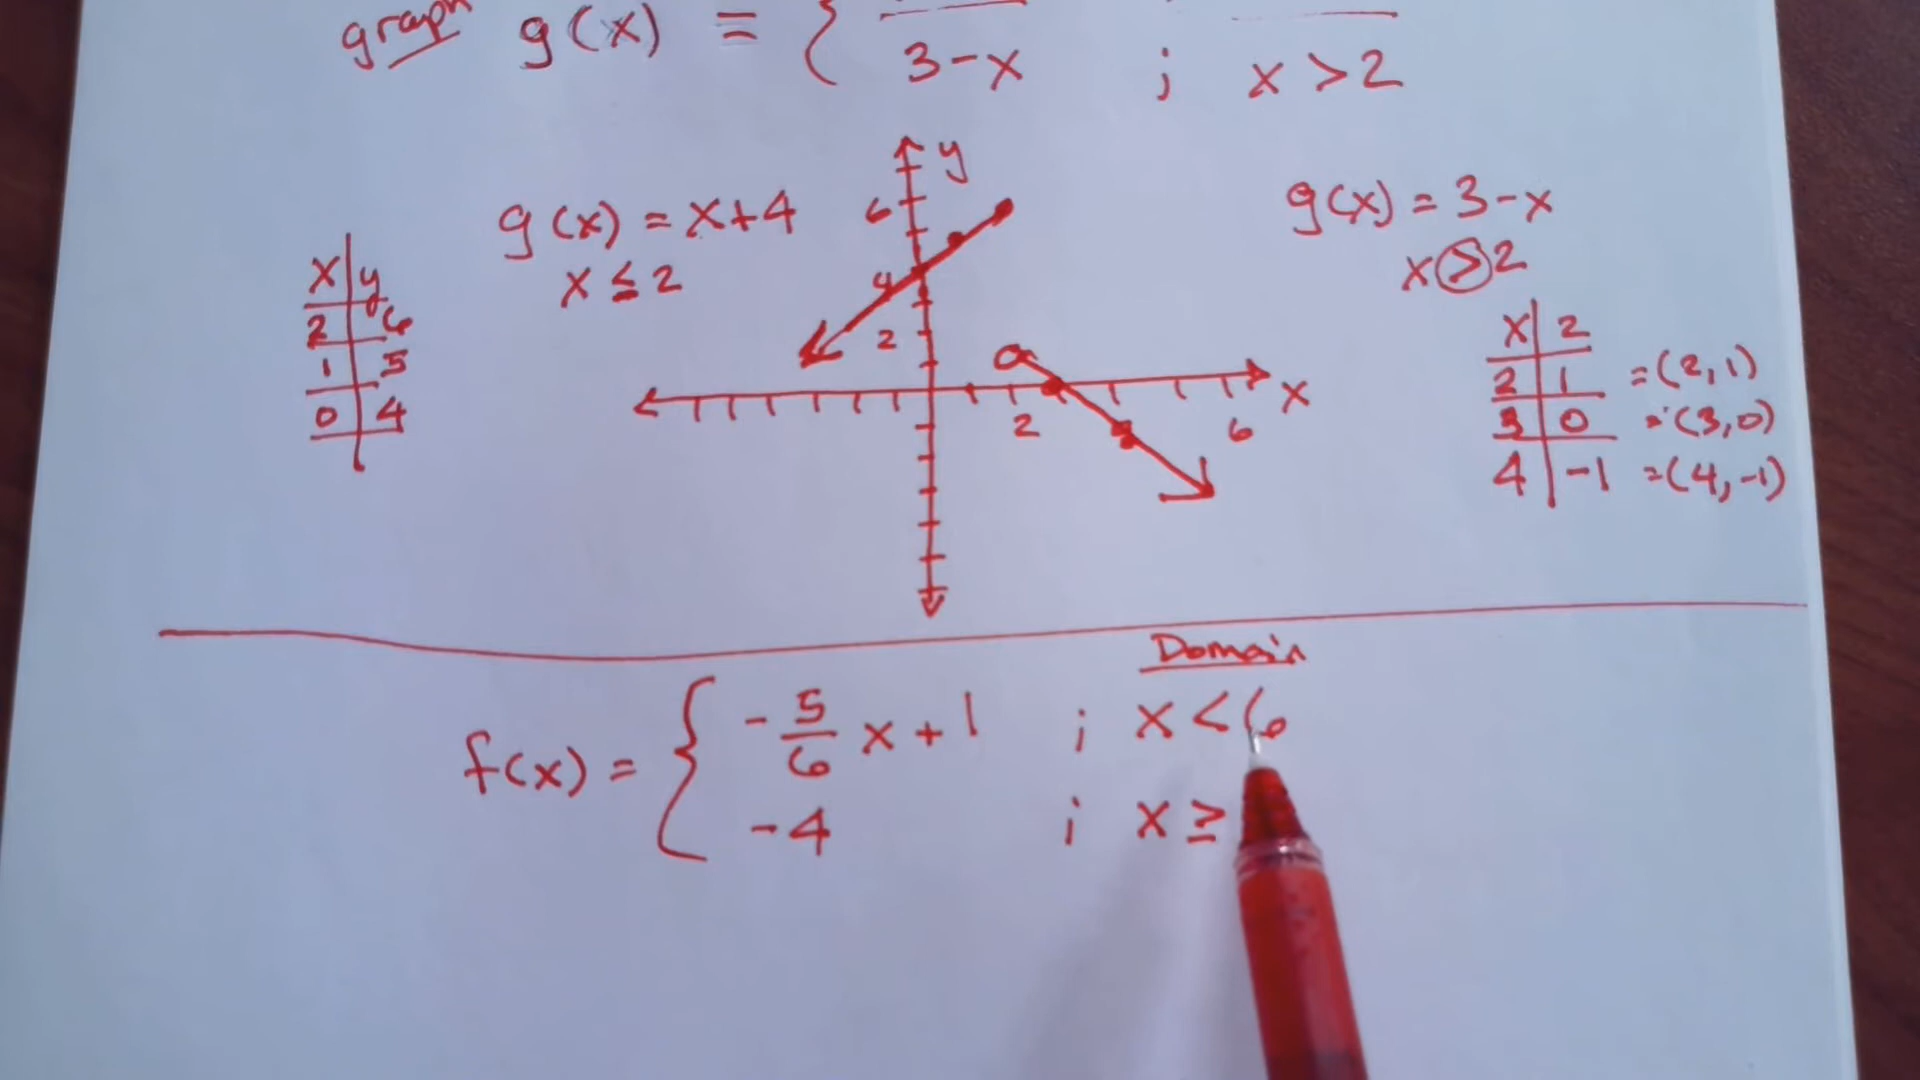 graph g(x) = { 3-x ; x>2
y
g(x) = x+4
x ≤ 2
6
4
2
x y
2 6
1 5
0 4
g(x) = 3-x
x > 2
x 2
2 1 =(2,1)
3 0 =(3,0)
4 -1 =(4,-1)
x
2 6
Domain
f(x) = { -5/6 x + 1 ; x < 6
-4 ; x ≥